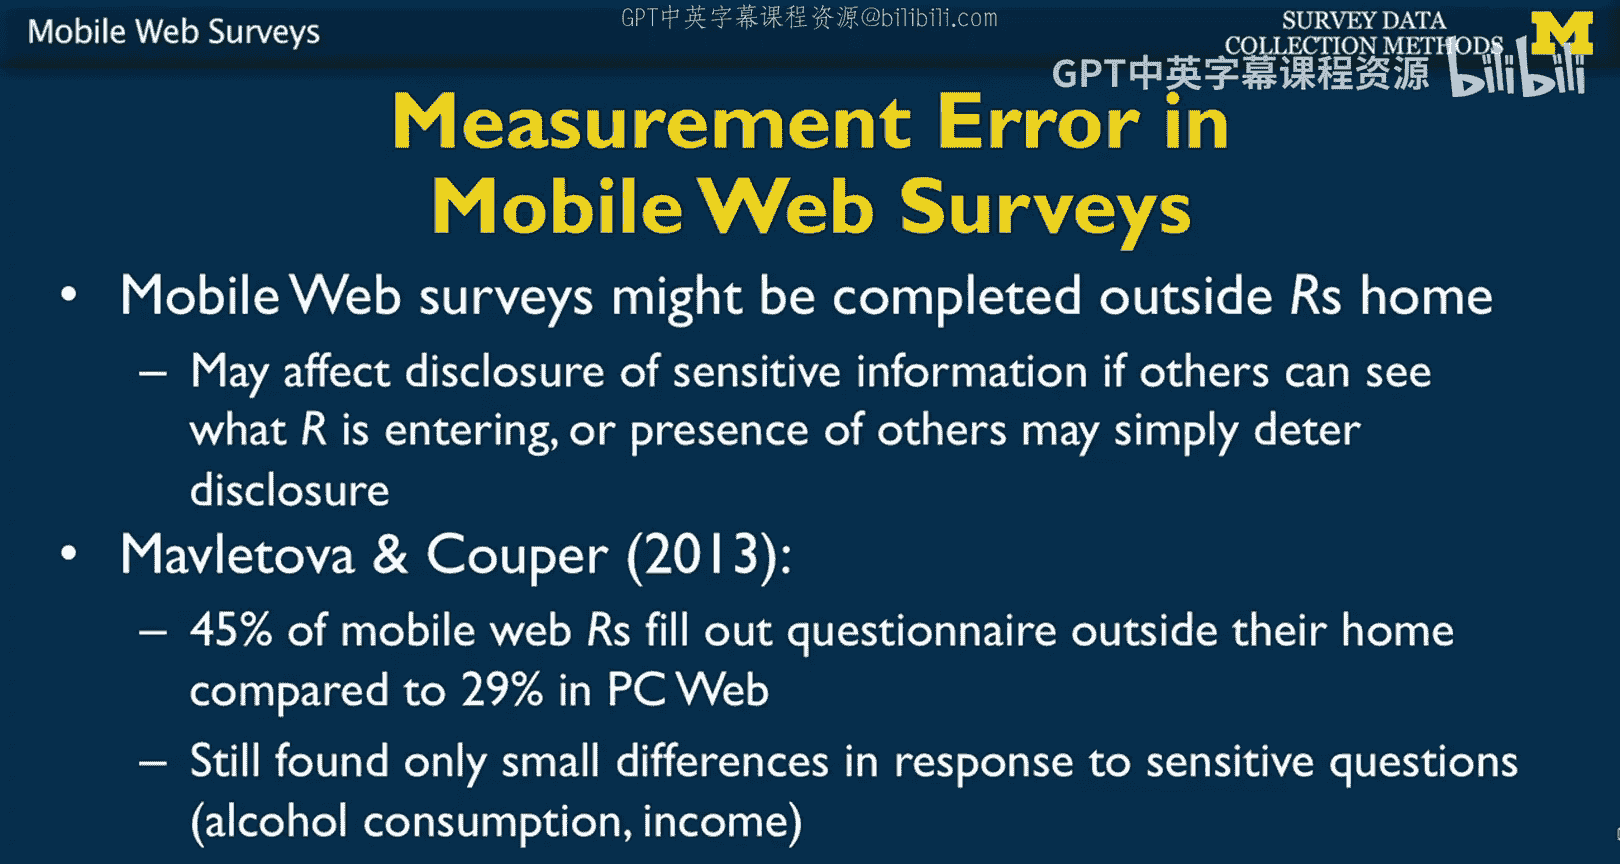 Mobile Web Surveys
GPT中英字幕课程资源@bilibili.com
SURVEY DATA
COLLECTION METHODS
M
GPT中英字幕课程资源 bilibili
Measurement Error in
Mobile Web Surveys
• Mobile Web surveys might be completed outside Rs home
– May affect disclosure of sensitive information if others can see
what R is entering, or presence of others may simply deter
disclosure
• Mavletova & Couper (2013):
– 45% of mobile web Rs fill out questionnaire outside their home
compared to 29% in PC Web
– Still found only small differences in response to sensitive questions
(alcohol consumption, income)